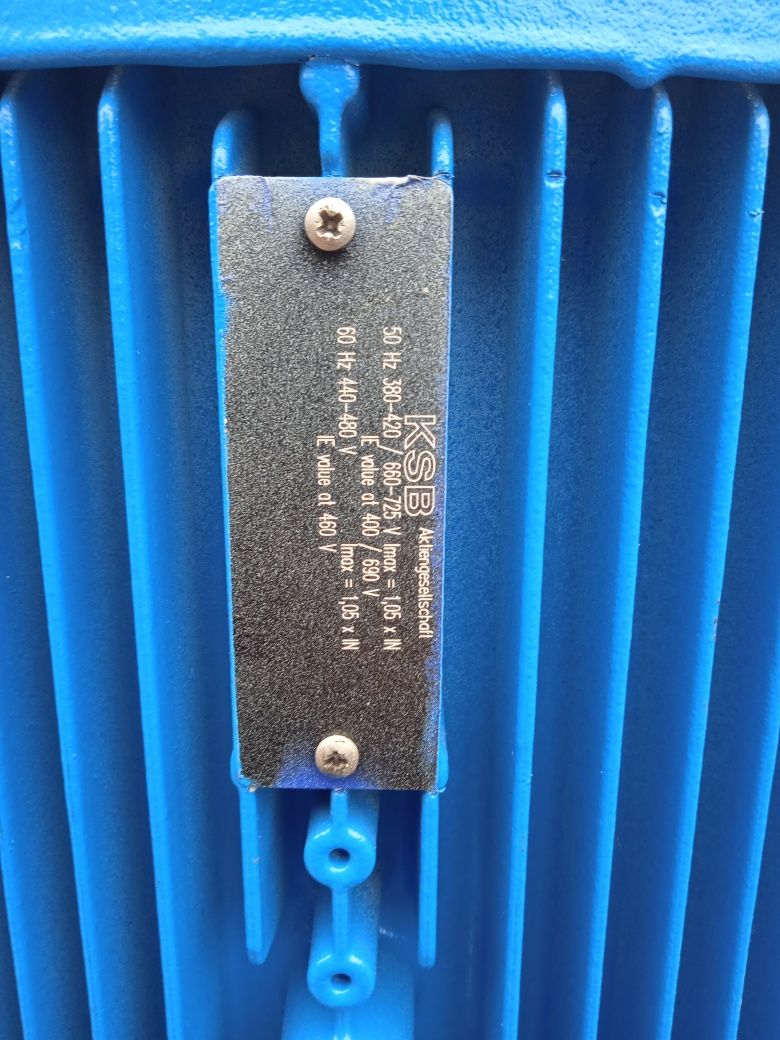 KSB Aktiengesellschaft
50 Hz 380-420 / 660-725 V Imax = 1,05 x IN
IE value at 400 / 690 V
60 Hz 440-480 V Imax = 1,05 x IN
IE value at 460 V